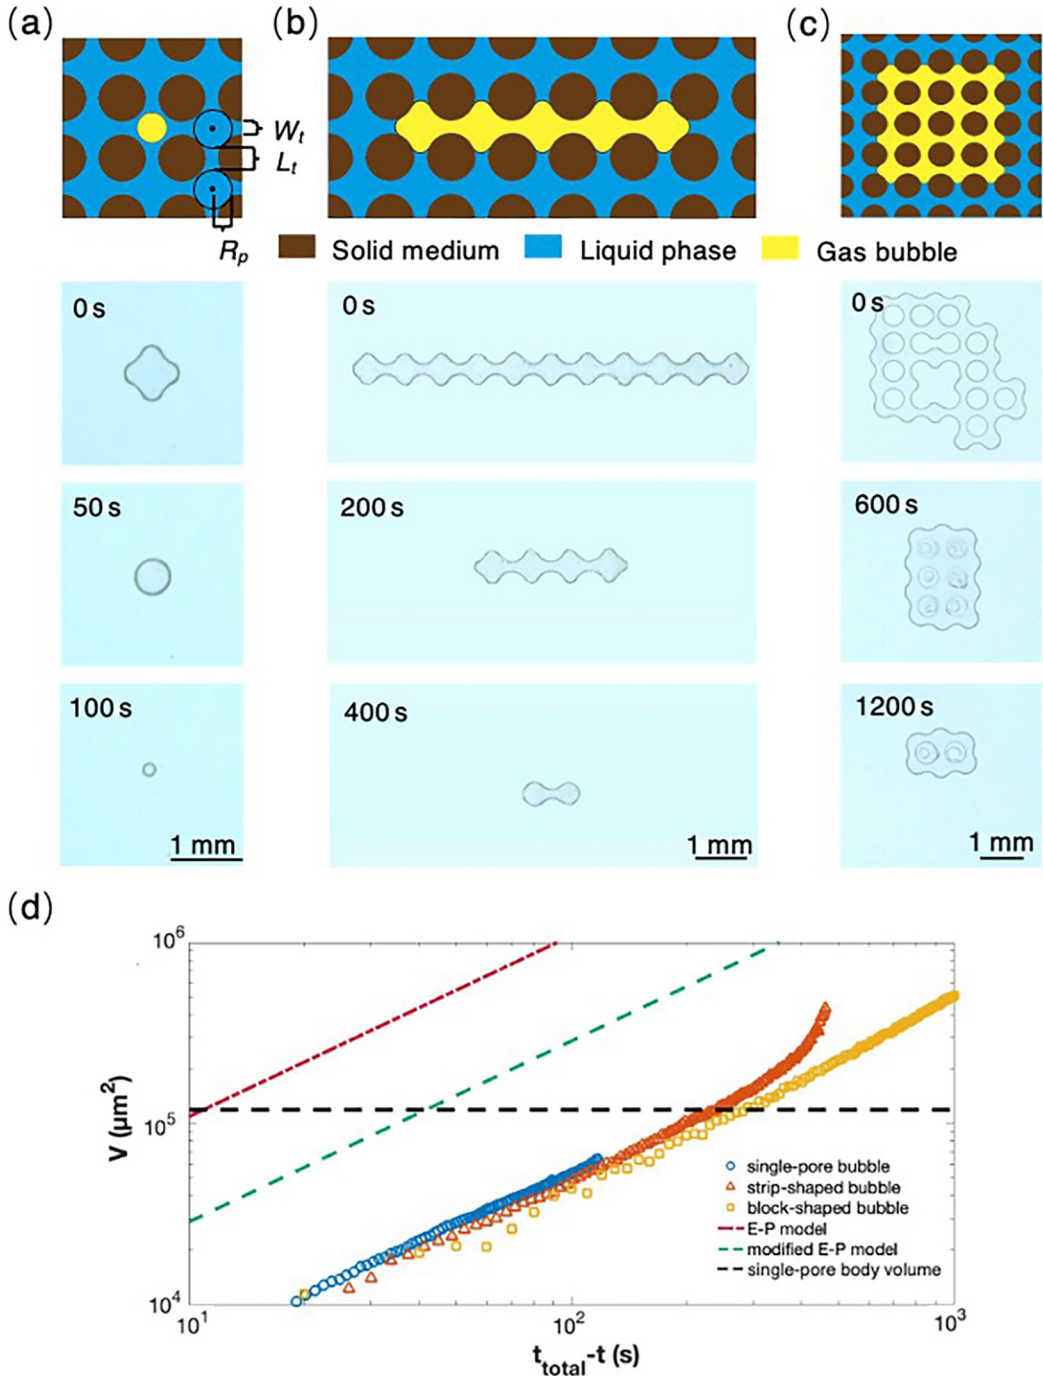 (a)
(b)
(c)
W_t
L_t
R_p
Solid medium
Liquid phase
Gas bubble
0 s
0 s
0 s
50 s
200 s
600 s
100 s
400 s
1200 s
1 mm
1 mm
1 mm
(d)
10^6
10^5
10^4
V (μm²)
single-pore bubble
strip-shaped bubble
block-shaped bubble
E-P model
modified E-P model
single-pore body volume
10^1
10^2
10^3
t_total-t (s)